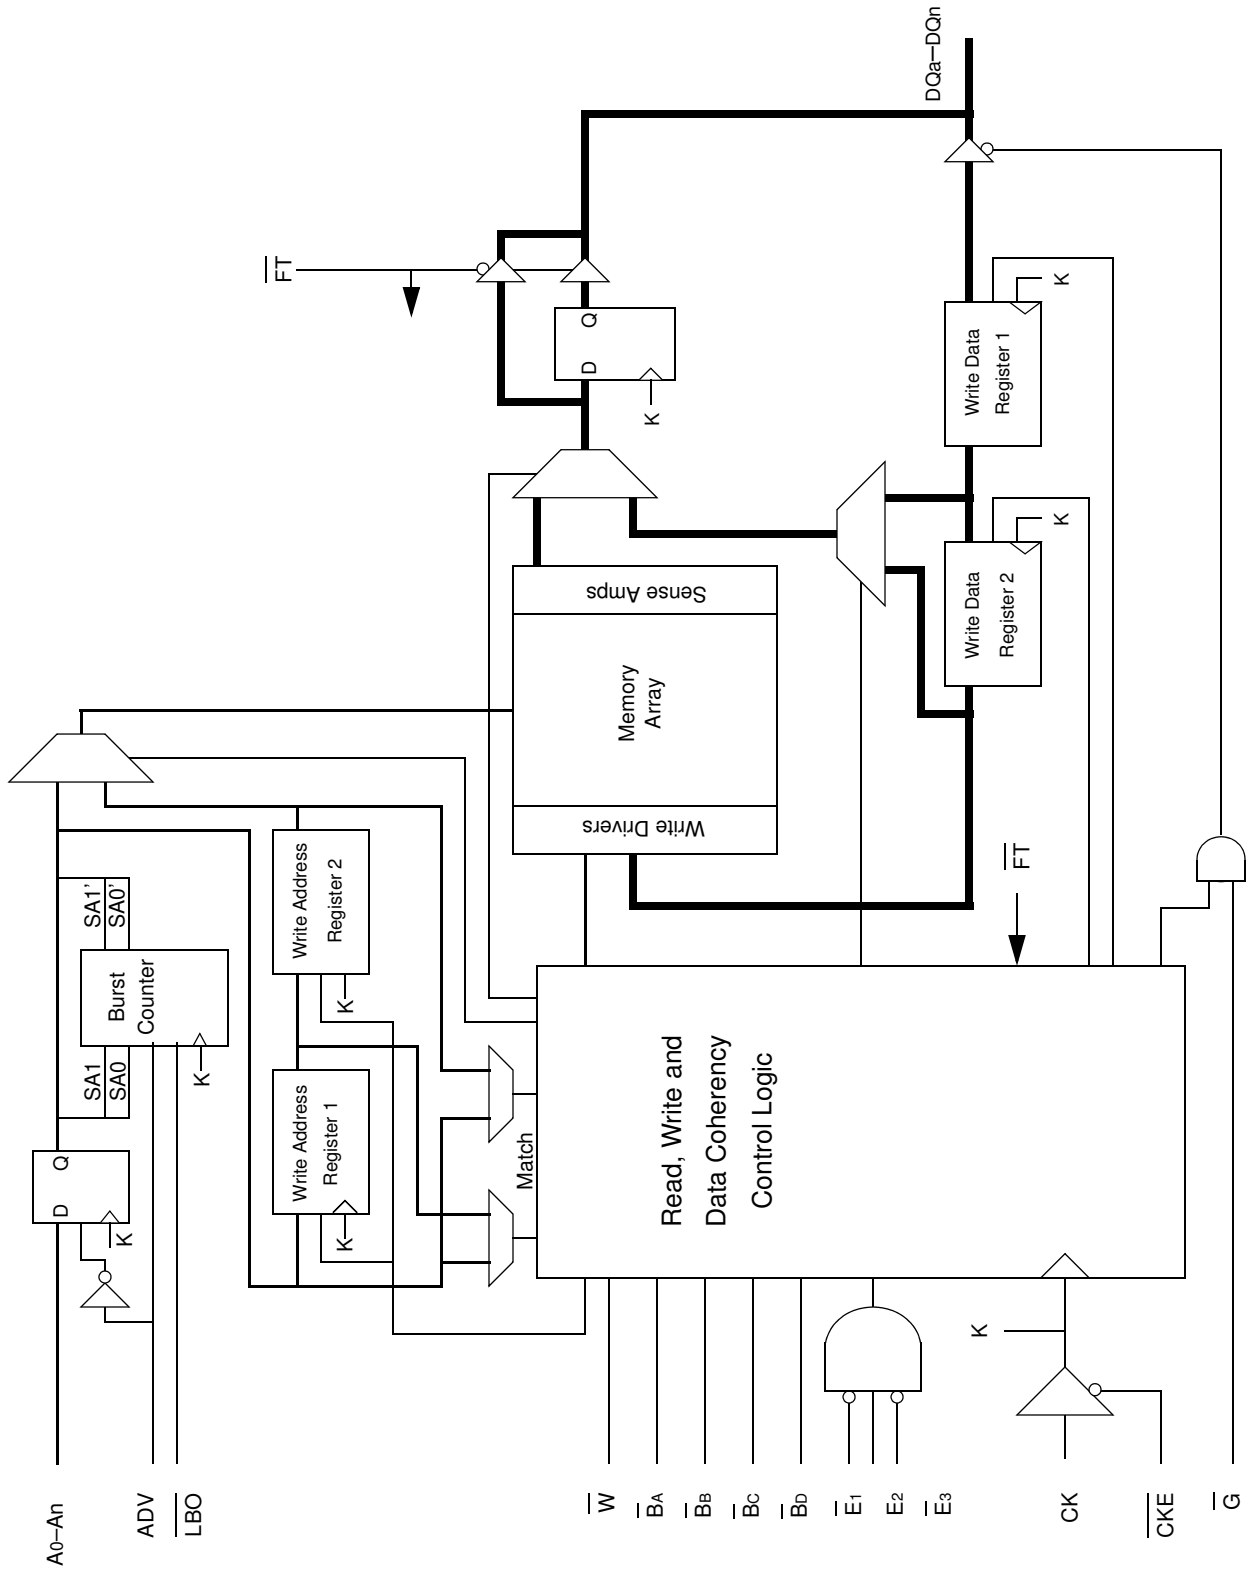 DQa–DQn
FT
D Q
K
Write Data
Register 1
K
Write Data
Register 2
K
Sense Amps
Memory
Array
Write Drivers
FT
SA1'
SA0'
Burst
Counter
SA1
SA0
K
Write Address
Register 2
K
Write Address
Register 1
K
D Q
K
Match
Read, Write and
Data Coherency
Control Logic
K
A0–An
ADV
LBO
W
BA
BB
BC
BD
E1
E2
E3
CK
CKE
G